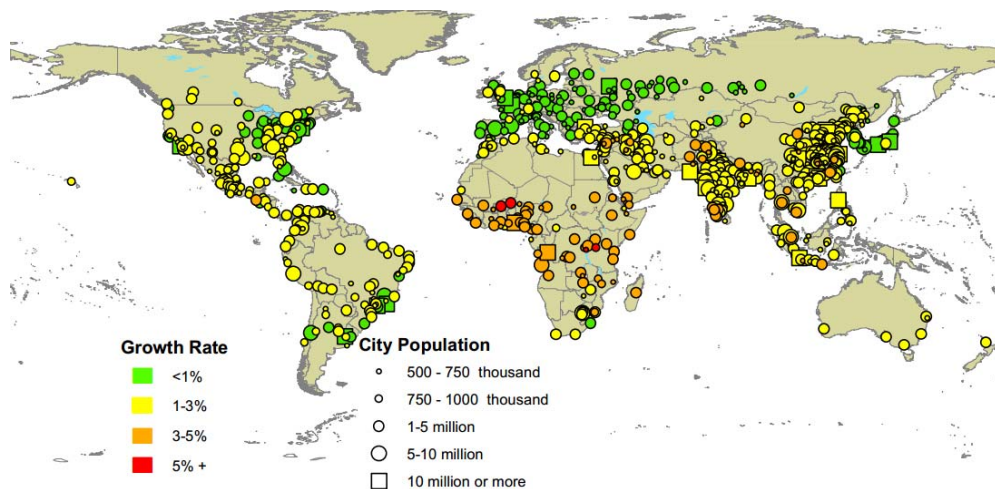 Growth Rate
<1%
1-3%
3-5%
5% +
City Population
500 - 750 thousand
750 - 1000 thousand
1-5 million
5-10 million
10 million or more